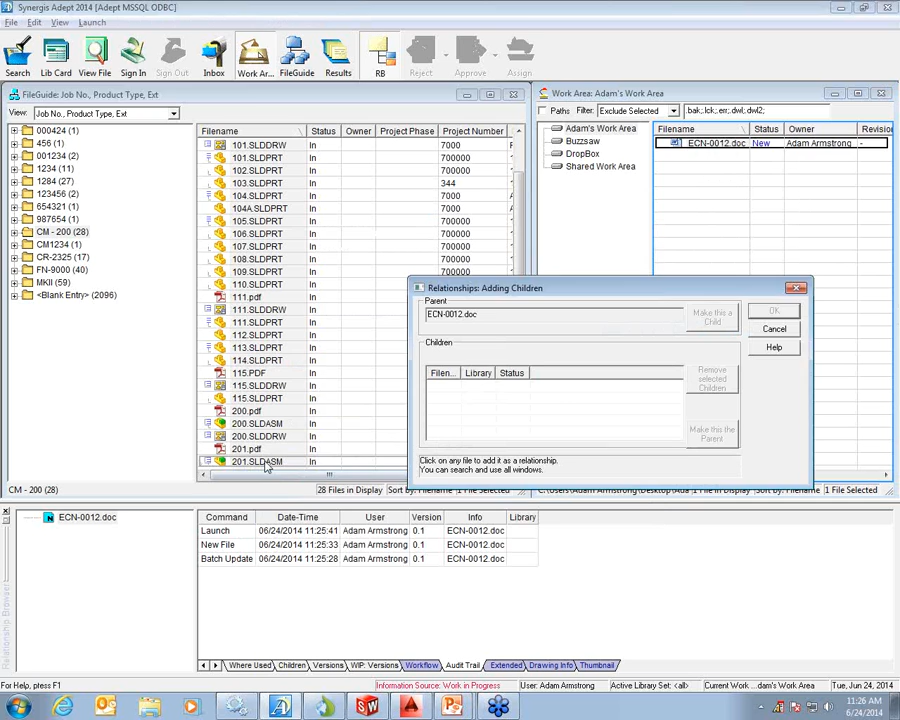 Synergis Adept 2014 [Adept MSSQL ODBC]
File Edit View Launch
Search Lib Card View File Sign In Sign Out Inbox Work Ar... FileGuide Results RB Reject Approve Assign
FileGuide: Job No., Product Type, Ext
View: Job No., Product Type, Ext
000424 (1)
456 (1)
001234 (2)
1234 (11)
1284 (27)
123456 (2)
654321 (1)
987654 (1)
CM - 200 (28)
CM1234 (1)
CR-2325 (17)
FN-9000 (40)
MKII (59)
<Blank Entry> (2096)
Filename Status Owner Project Phase Project Number
101.SLDDRW In 7000
101.SLDPRT In 700000
102.SLDPRT In 700000
103.SLDPRT In 344
104.SLDPRT In 7000
104A.SLDPRT In 7000
105.SLDPRT In 700000
106.SLDPRT In 700000
107.SLDPRT In 700000
108.SLDPRT In 700000
109.SLDPRT In 700000
110.SLDPRT In 700000
111.pdf In
111.SLDDRW In
111.SLDPRT In
112.SLDPRT In
113.SLDPRT In
114.SLDPRT In
115.PDF In
115.SLDDRW In
115.SLDPRT In
200.pdf In
200.SLDASM In
200.SLDDRW In
201.pdf In
201.SLDASM In
CM - 200 (28)
28 Files in Display Sort by: Filename 1 File Selected
Work Area: Adam's Work Area
Paths Filter: Exclude Selected .bak;.lck;.err;.dwl;.dwl2;
Adam's Work Area
Buzzsaw
DropBox
Shared Work Area
Filename Status Owner Revisio
ECN-0012.doc New Adam Armstrong -
Relationships: Adding Children
Parent
ECN-0012.doc
Make this a Child
OK
Cancel
Help
Children
Filen... Library Status
Remove selected Children
Make this the Parent
Click on any file to add it as a relationship.
You can search and use all windows.
C:\Users\Adam Armstrong\Desktop\Ada 1 File in Display Sort by: Filename 1 File Selected
Relationship Browser
ECN-0012.doc
Command Date-Time User Version Info Library
Launch 06/24/2014 11:25:41 Adam Armstrong 0.1 ECN-0012.doc
New File 06/24/2014 11:25:33 Adam Armstrong 0.1 ECN-0012.doc
Batch Update 06/24/2014 11:25:28 Adam Armstrong 0.1 ECN-0012.doc
Where Used Children Versions WIP: Versions Workflow Audit Trail Extended Drawing Info Thumbnail
For Help, press F1
Information Source: Work in Progress User: Adam Armstrong Active Library Set: <all> Current Work ...dam's Work Area Tue, Jun 24, 2014
11:26 AM
6/24/2014